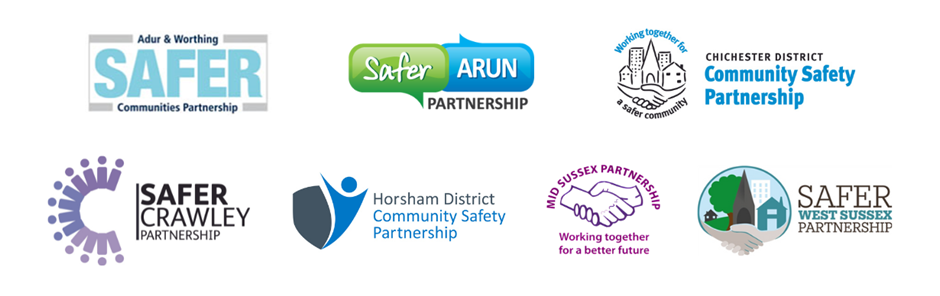 Adur & Worthing
SAFER
Communities Partnership
Safer ARUN
PARTNERSHIP
Working together for
a safer community
CHICHESTER DISTRICT
Community Safety
Partnership
SAFER
CRAWLEY
PARTNERSHIP
Horsham District
Community Safety
Partnership
MID SUSSEX PARTNERSHIP
Working together
for a better future
SAFER
WEST SUSSEX
PARTNERSHIP